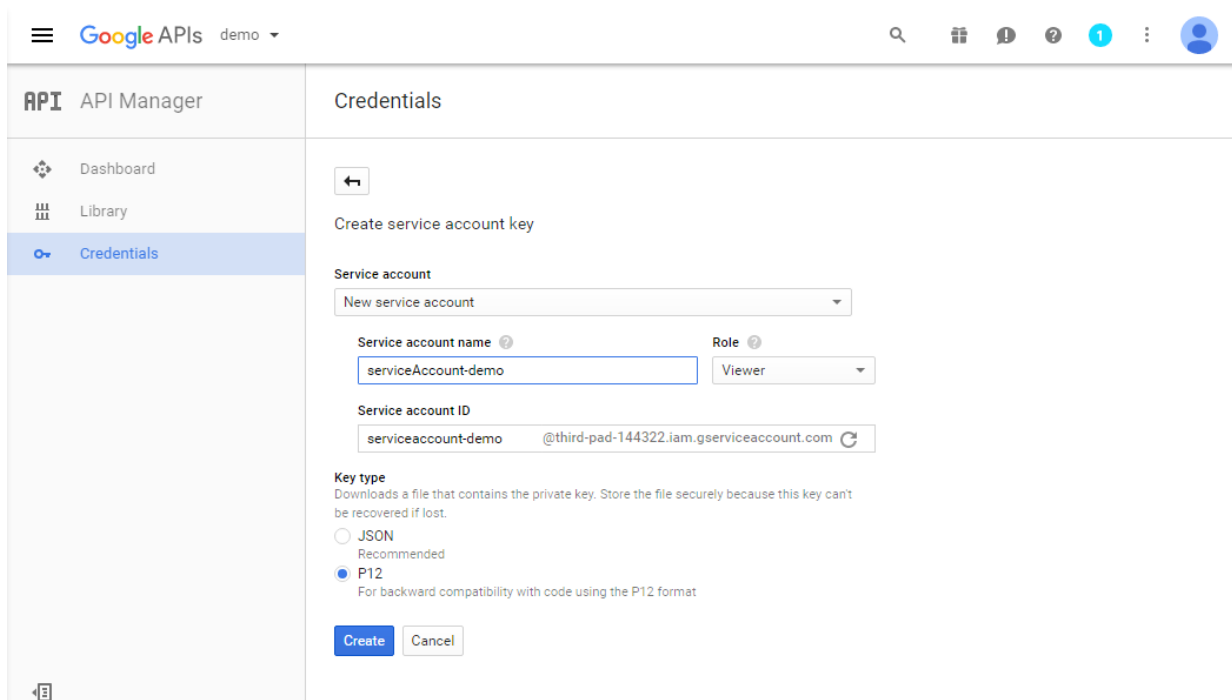 Google APIs demo
1
API API Manager
Credentials
Dashboard
Library
Credentials
Create service account key
Service account
New service account
Service account name ? Role ?
serviceAccount-demo Viewer
Service account ID
serviceaccount-demo @third-pad-144322.iam.gserviceaccount.com
Key type
Downloads a file that contains the private key. Store the file securely because this key can't
be recovered if lost.
JSON
Recommended
P12
For backward compatibility with code using the P12 format
Create Cancel